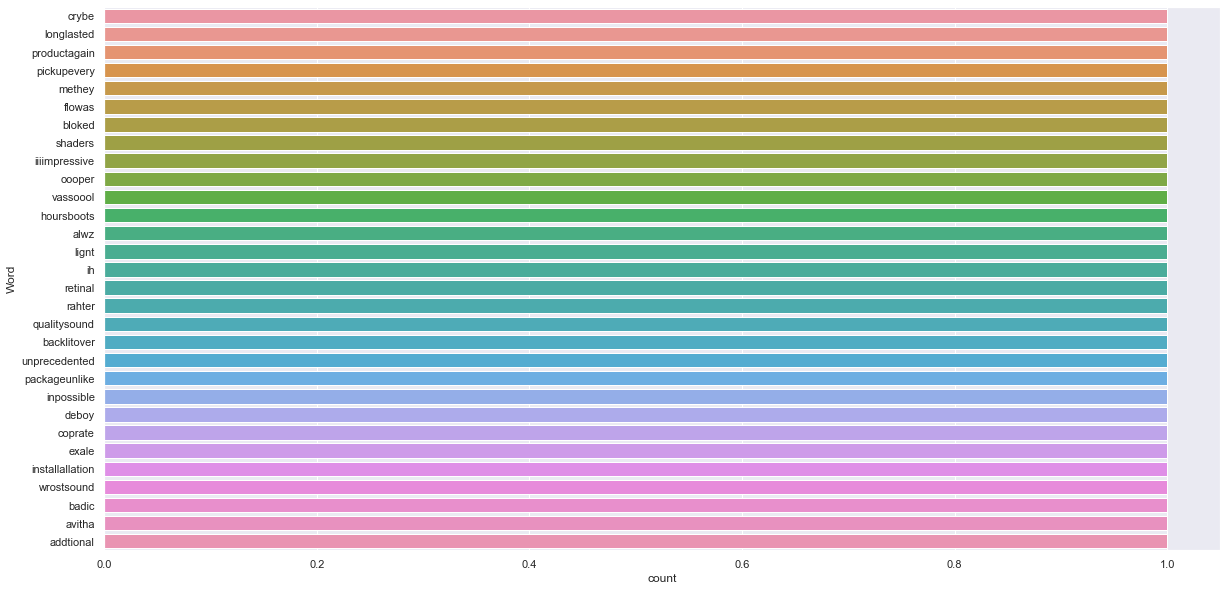 crybe
longlasted
productagain
pickupevery
methey
flowas
bloked
shaders
iiiimpressive
oooper
vassoool
hoursboots
alwz
lignt
ih
retinal
rahter
qualitysound
backlitover
unprecedented
packageunlike
inpossible
deboy
coprate
exale
installallation
wrostsound
badic
avitha
addtional
Word
0.0 0.2 0.4 0.6 0.8 1.0
count